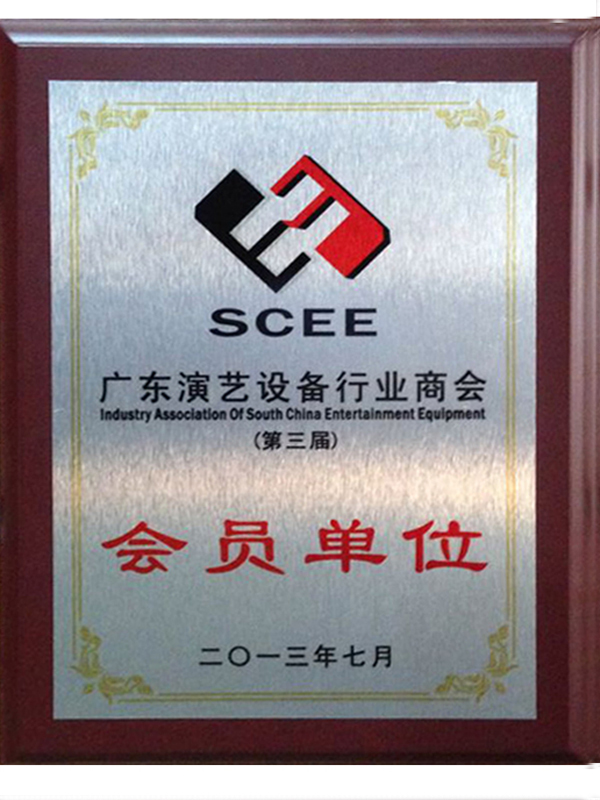 SCEE
广东演艺设备行业商会
Industry Association Of South China Entertainment Equipment
(第三届)
会员单位
二〇一三年七月